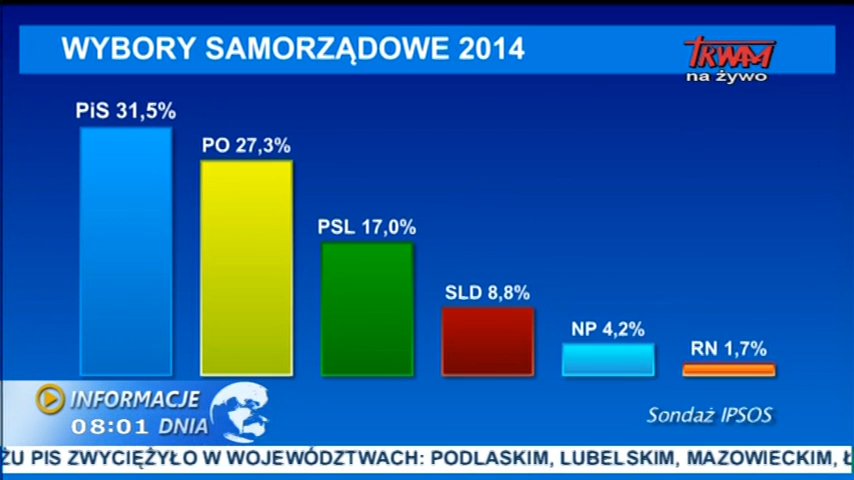 WYBORY SAMORZĄDOWE 2014
TRWAM
na żywo
PiS 31,5%
PO 27,3%
PSL 17,0%
SLD 8,8%
NP 4,2%
RN 1,7%
INFORMACJE
08:01 DNIA
Sondaż IPSOS
ŻU PIS ZWYCIĘŻYŁO W WOJEWÓDZTWACH: PODLASKIM, LUBELSKIM, MAZOWIECKIM, Ł